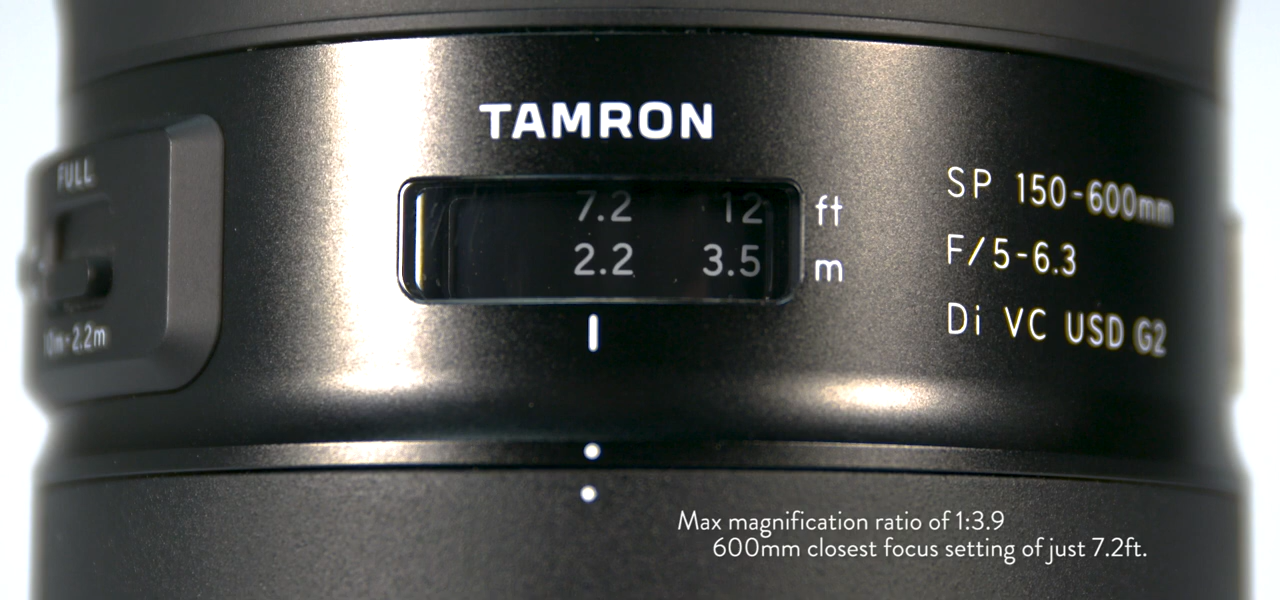 TAMRON
FULL
7.2 12 ft
2.2 3.5 m
SP 150-600mm
F/5-6.3
Di VC USD G2
10m-2.2m
Max magnification ratio of 1:3.9
600mm closest focus setting of just 7.2ft.